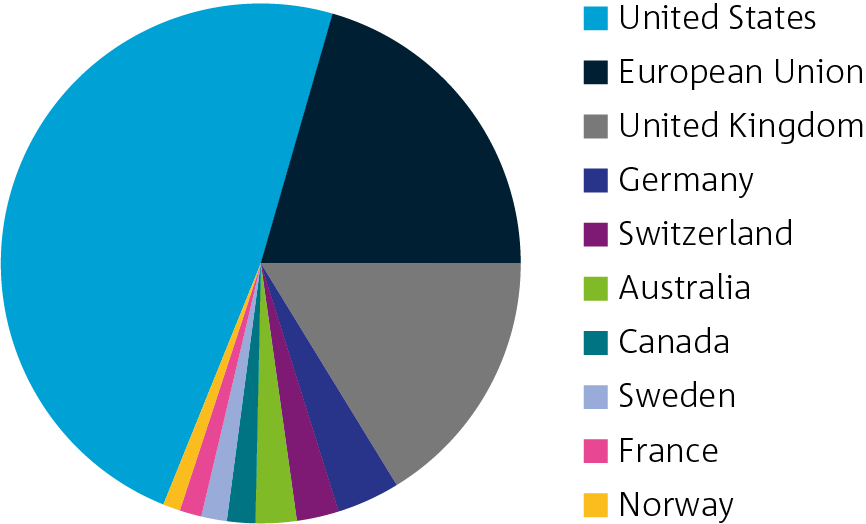 United States
European Union
United Kingdom
Germany
Switzerland
Australia
Canada
Sweden
France
Norway